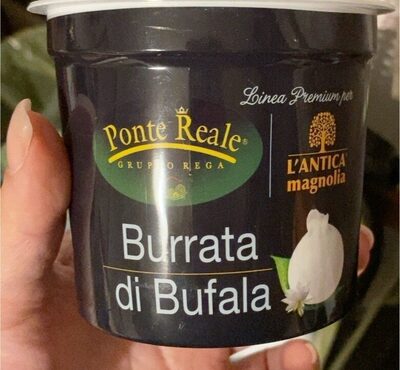 Linea Premium per
Ponte Reale®
GRUPPO REGA
L'ANTICA
magnolia
Burrata
di Bufala